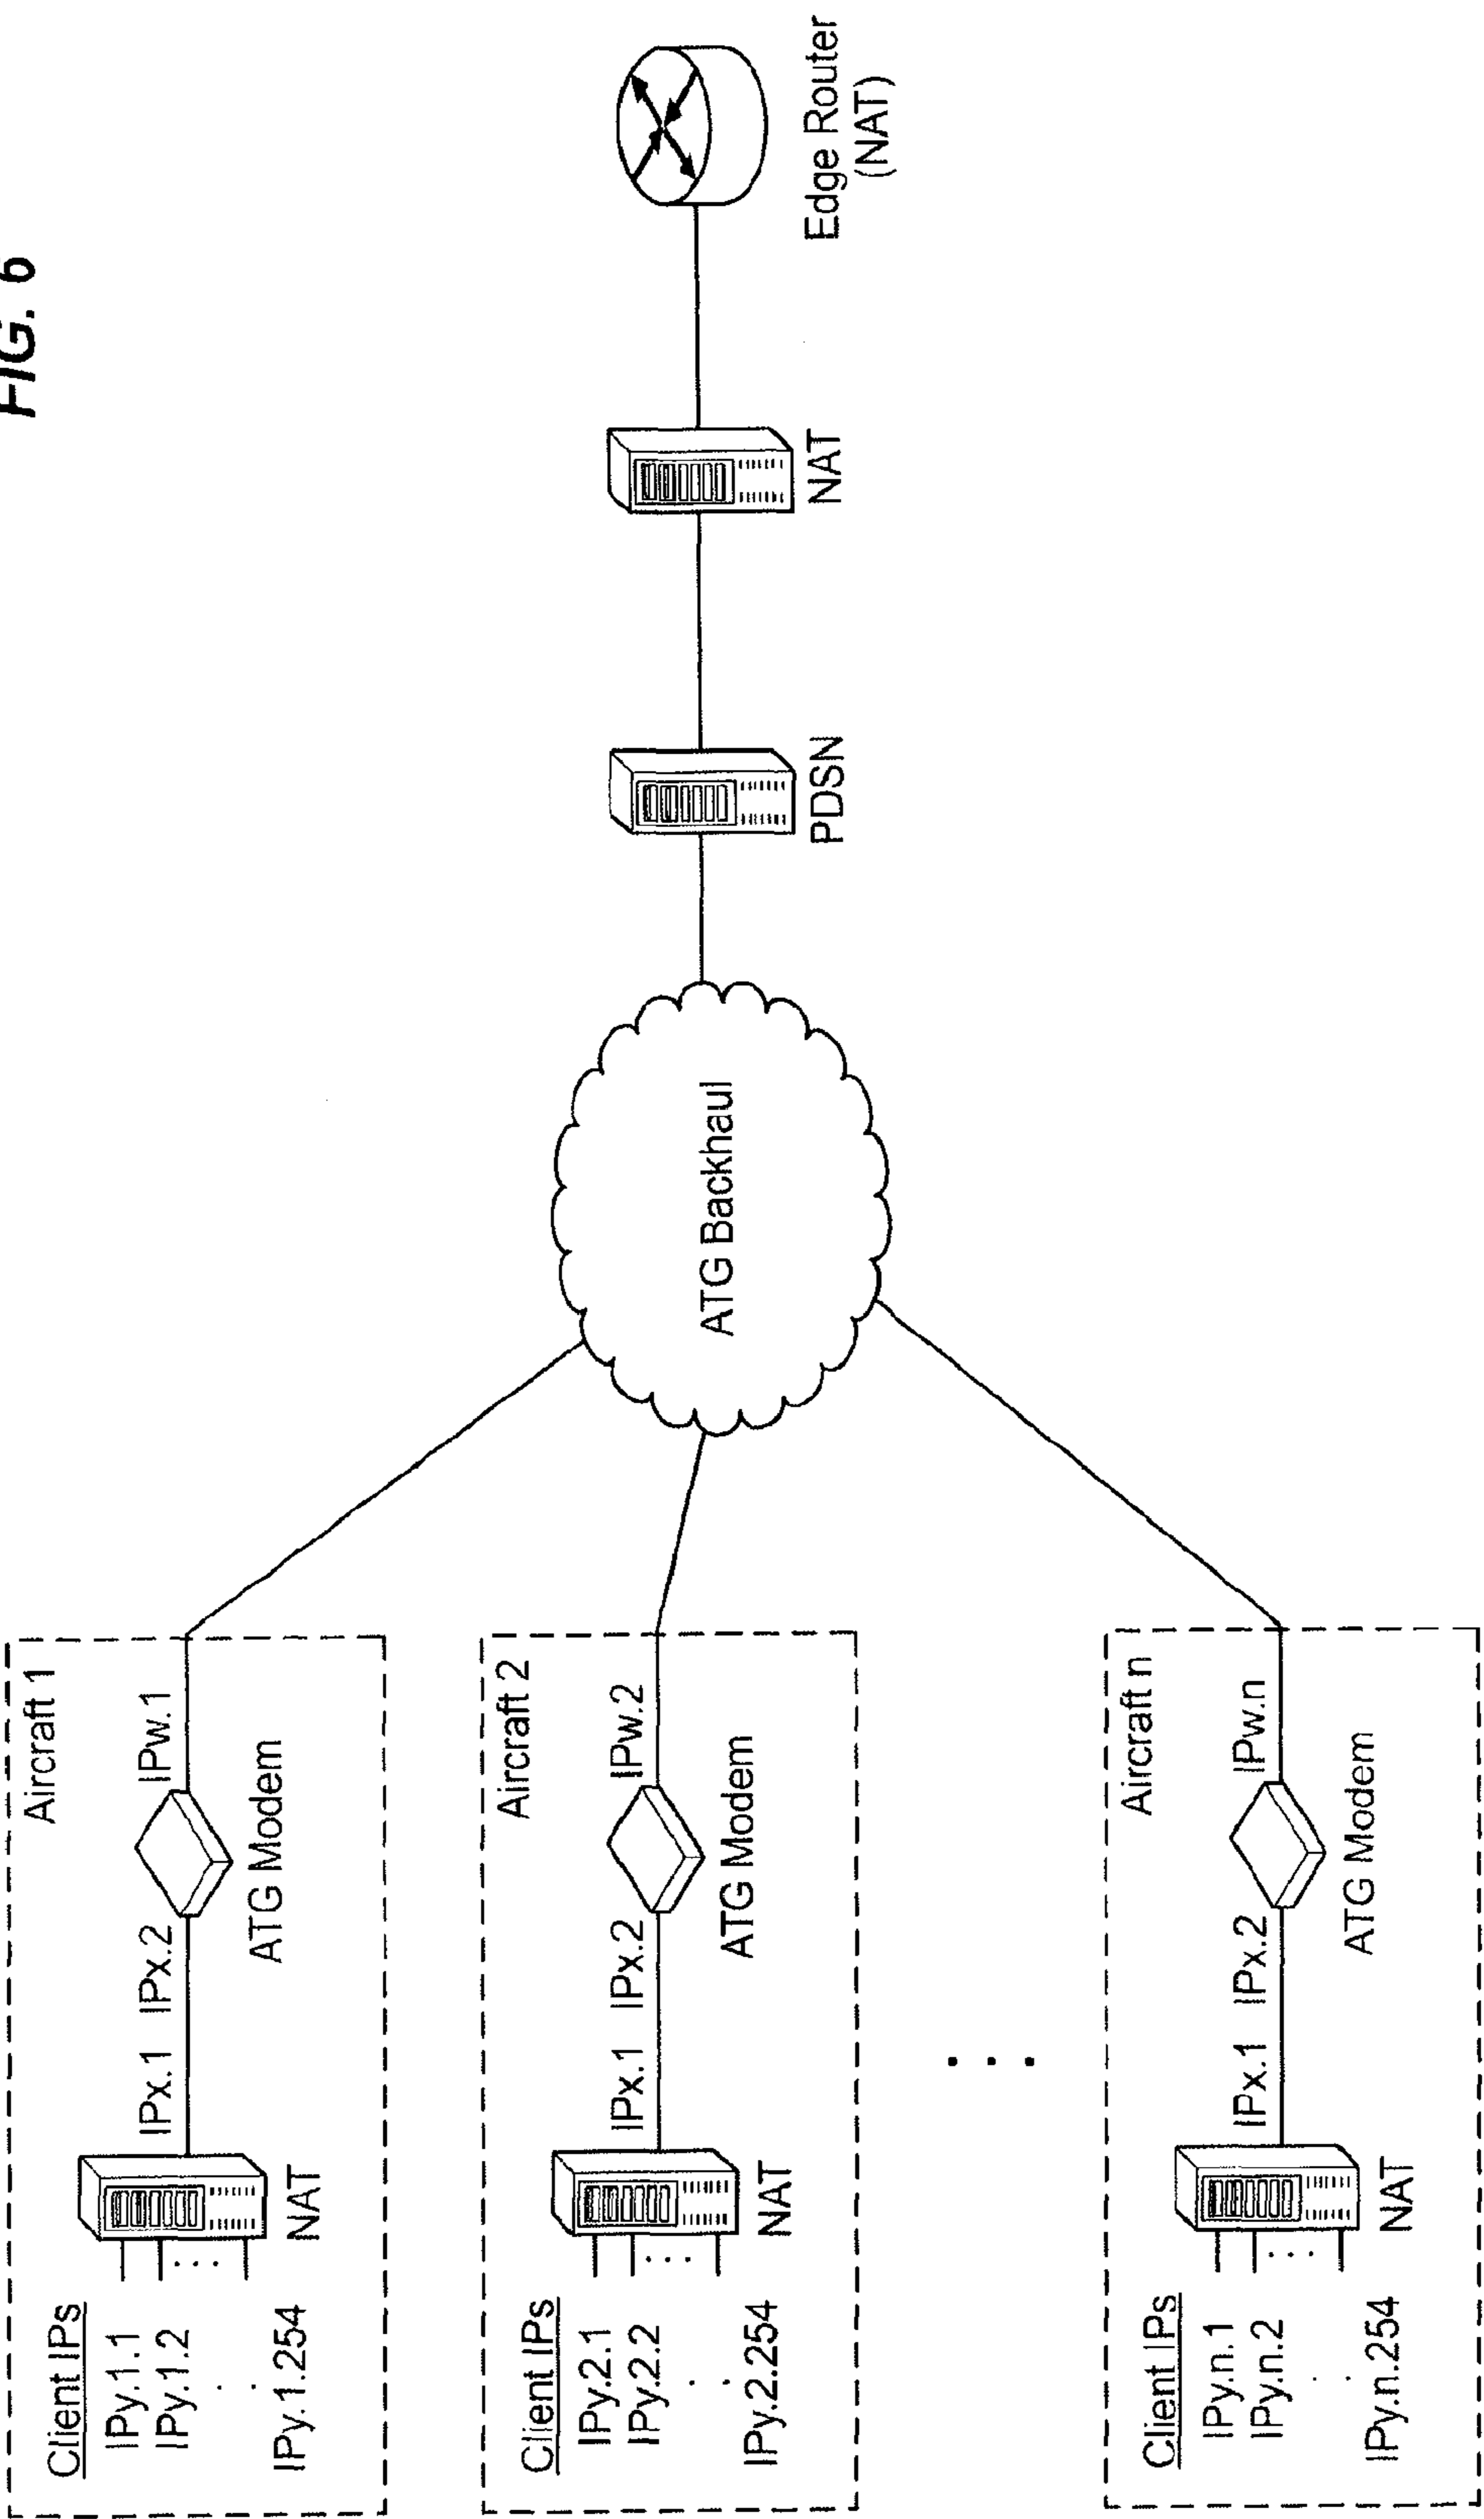 FIG. 6
Aircraft 1
Client IPs
IPy.1.1
IPy.1.2
IPy.1.254
NAT
IPx.1
IPx.2
ATG Modem
IPw.1
Aircraft 2
Client IPs
IPy.2.1
IPy.2.2
IPy.2.254
NAT
IPx.1
IPx.2
ATG Modem
IPw.2
Aircraft n
Client IPs
IPy.n.1
IPy.n.2
IPy.n.254
NAT
IPx.1
IPx.2
ATG Modem
IPw.n
ATG Backhaul
PDSN
NAT
Edge Router
(NAT)